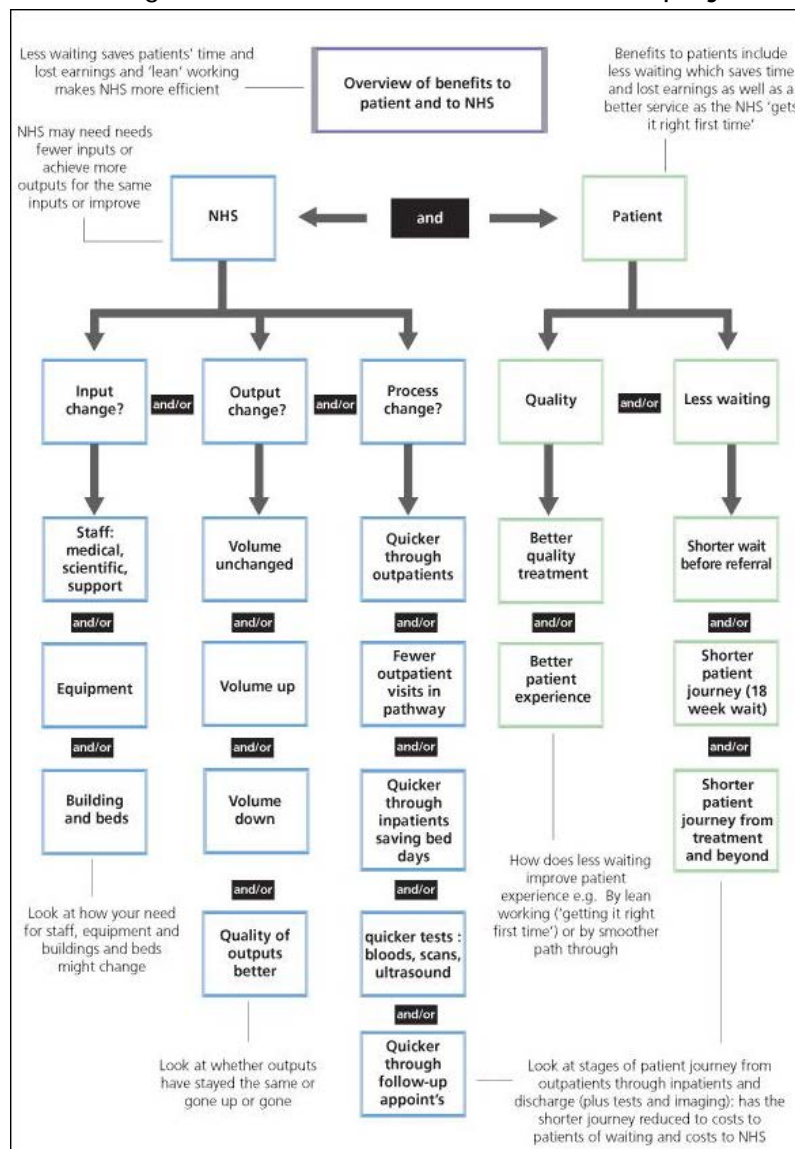 Less waiting saves patients' time and
lost earnings and 'lean' working
makes NHS more efficient
Overview of benefits to
patient and to NHS
Benefits to patients include
less waiting which saves time
and lost earnings as well as a
better service as the NHS 'gets
it right first time'
NHS may need needs
fewer inputs or
achieve more
outputs for the same
inputs or improve
NHS
and
Patient
Input
change?
and/or
Output
change?
and/or
Process
change?
Quality
and/or
Less waiting
Staff:
medical,
scientific,
support
and/or
Equipment
and/or
Building
and beds
Look at how your need
for staff, equipment and
buildings and beds
might change
Volume
unchanged
and/or
Volume up
and/or
Volume
down
and/or
Quality of
outputs
better
Look at whether outputs
have stayed the same or
gone up or gone
Quicker
through
outpatients
and/or
Fewer
outpatient
visits in
pathway
and/or
Quicker
through
inpatients
saving bed
days
and/or
quicker tests :
bloods, scans,
ultrasound
and/or
Quicker
through
follow-up
appoint's
Better
quality
treatment
and/or
Better
patient
experience
How does less waiting
improve patient
experience e.g. By lean
working ('getting it right
first time') or by smoother
path through
Shorter wait
before referral
and/or
Shorter
patient
journey (18
week wait)
and/or
Shorter
patient
journey from
treatment
and beyond
Look at stages of patient journey from
outpatients through inpatients and
discharge (plus tests and imaging): has the
shorter journey reduced to costs to
patients of waiting and costs to NHS